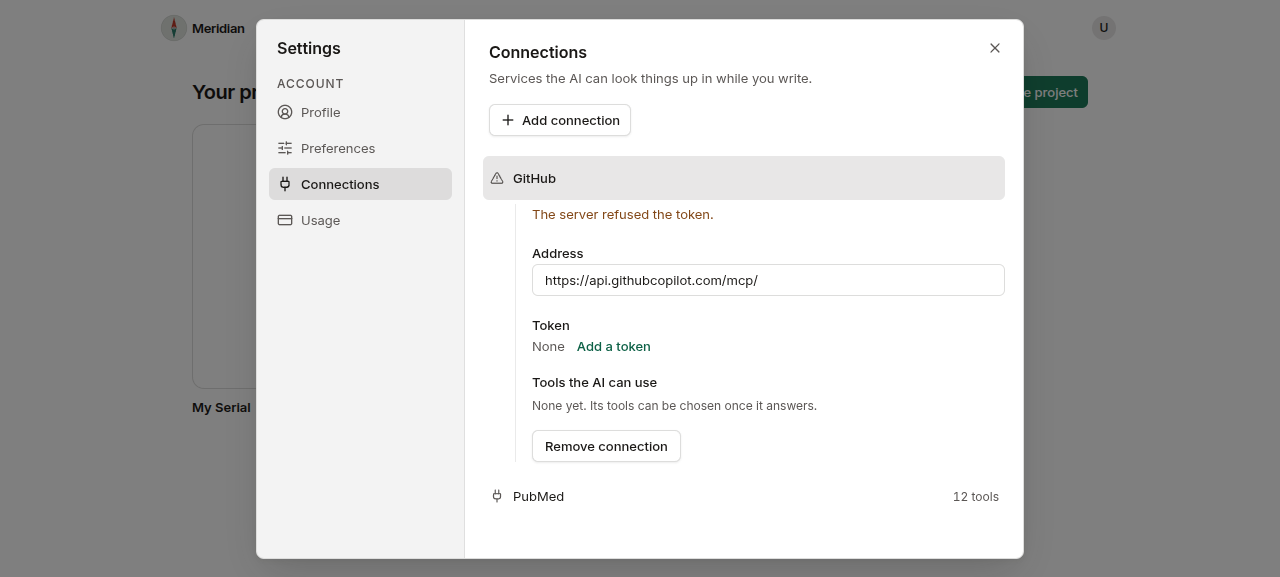 Meridian
U
Your pr
e project
My Serial
Settings
ACCOUNT
Profile
Preferences
Connections
Usage
Connections
Services the AI can look things up in while you write.
Add connection
GitHub
The server refused the token.
Address
https://api.githubcopilot.com/mcp/
Token
None Add a token
Tools the AI can use
None yet. Its tools can be chosen once it answers.
Remove connection
PubMed 12 tools